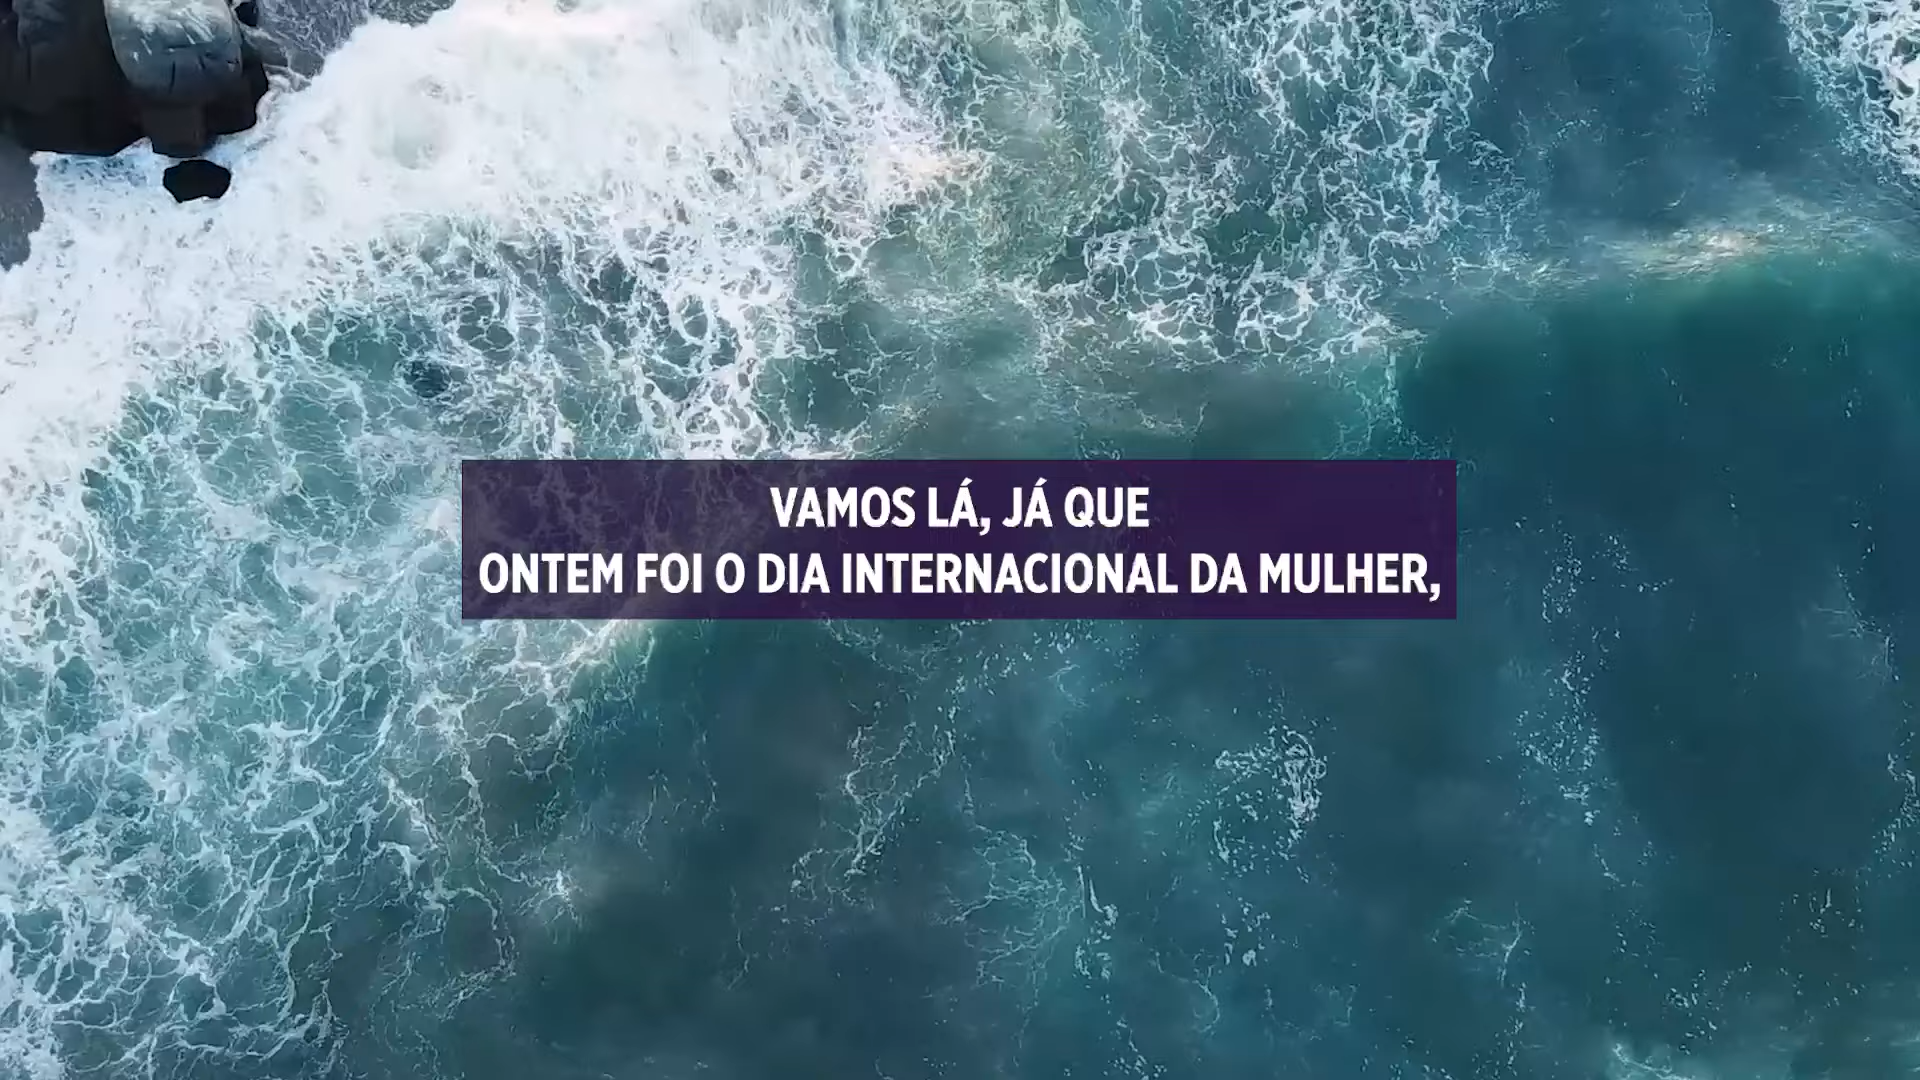 VAMOS LÁ, JÁ QUE
ONTEM FOI O DIA INTERNACIONAL DA MULHER,